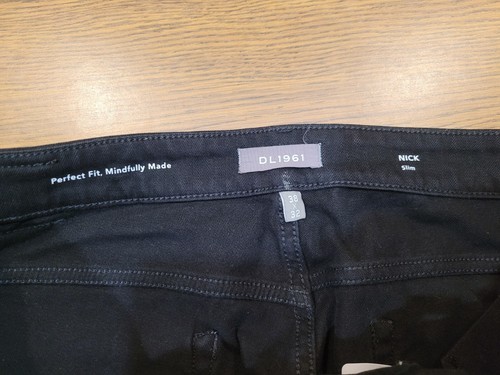 Perfect Fit, Mindfully Made
DL1961
NICK
Slim
38